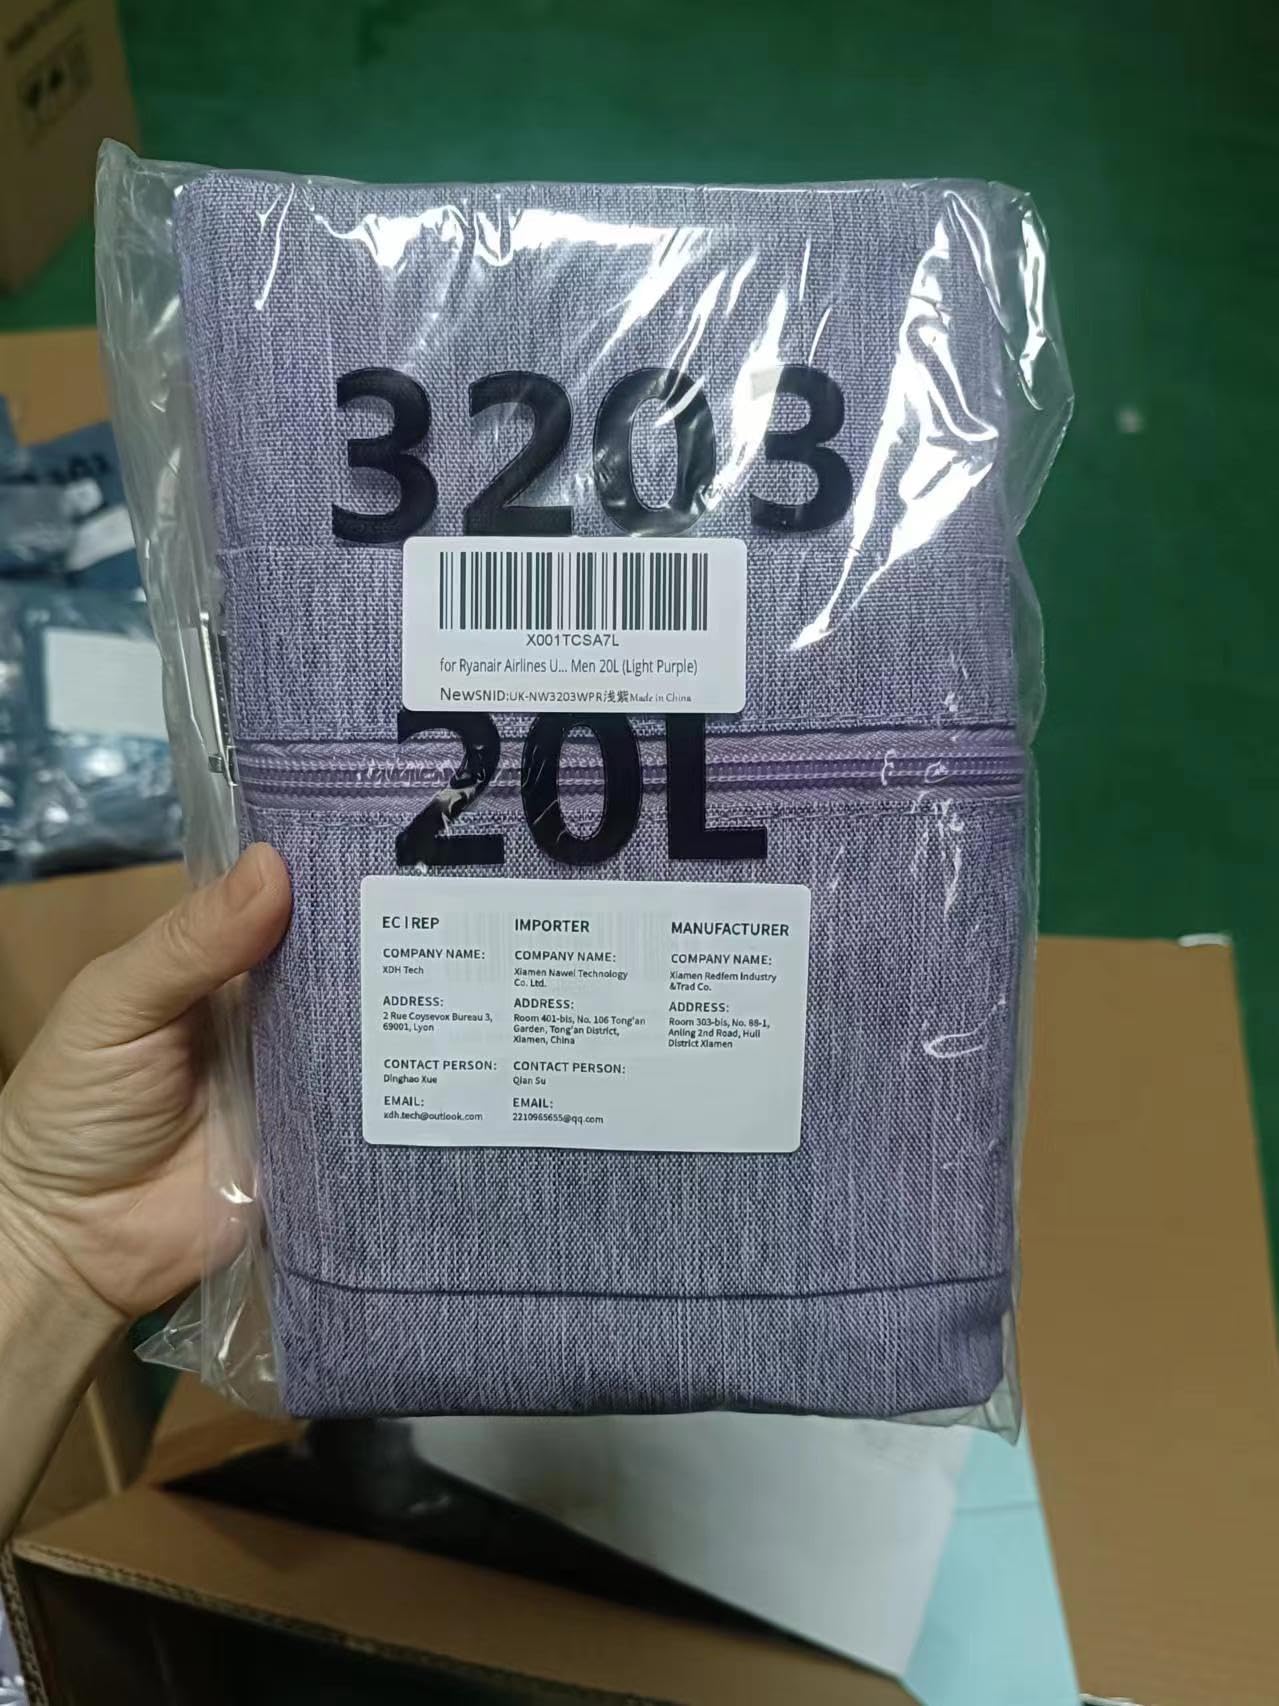 3203
X001TCSA7L
for Ryanair Airlines U... Men 20L (Light Purple)
NewSNID:UK-NW3203WPR浅紫Made in China
20L
EC | REP
COMPANY NAME:
XDH Tech
ADDRESS:
2 Rue Coysevox Bureau 3,
69001, Lyon
CONTACT PERSON:
Dinghao Xue
EMAIL:
xdh.tech@outlook.com
IMPORTER
COMPANY NAME:
Xiamen Nawei Technology
Co. Ltd.
ADDRESS:
Room 401-bis, No. 106 Tong'an
Garden, Tong'an District,
Xiamen, China
CONTACT PERSON:
Qian Su
EMAIL:
2210965655@qq.com
MANUFACTURER
COMPANY NAME:
Xiamen Redfem Industry
&Trad Co.
ADDRESS:
Room 303-bis, No. 88-1,
Anling 2nd Road, Huli
District Xiamen